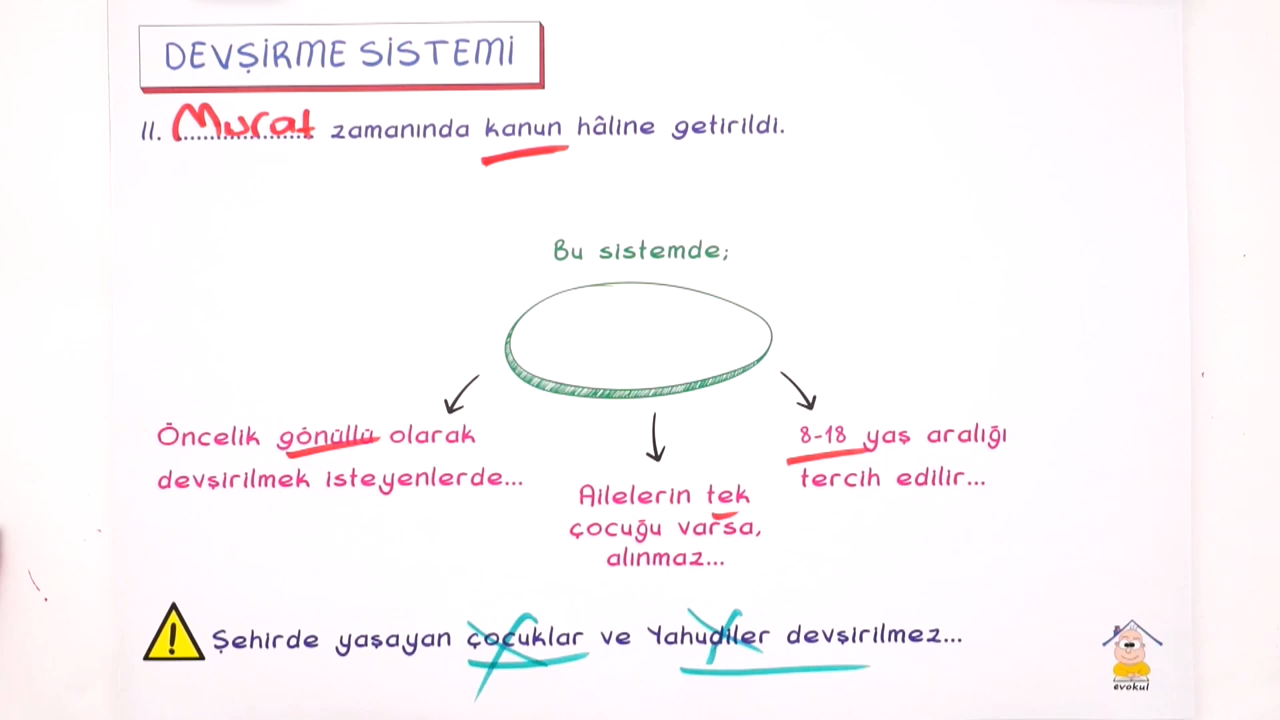 DEVŞİRME SİSTEMİ
II. Murat zamanında kanun hâline getirildi.
Bu sistemde;
Öncelik gönüllü olarak
devşirilmek isteyenlerde...
Ailelerin tek
çocuğu varsa,
alınmaz...
8-18 yaş aralığı
tercih edilir...
Şehirde yaşayan çocuklar ve Yahudiler devşirilmez...
evokul